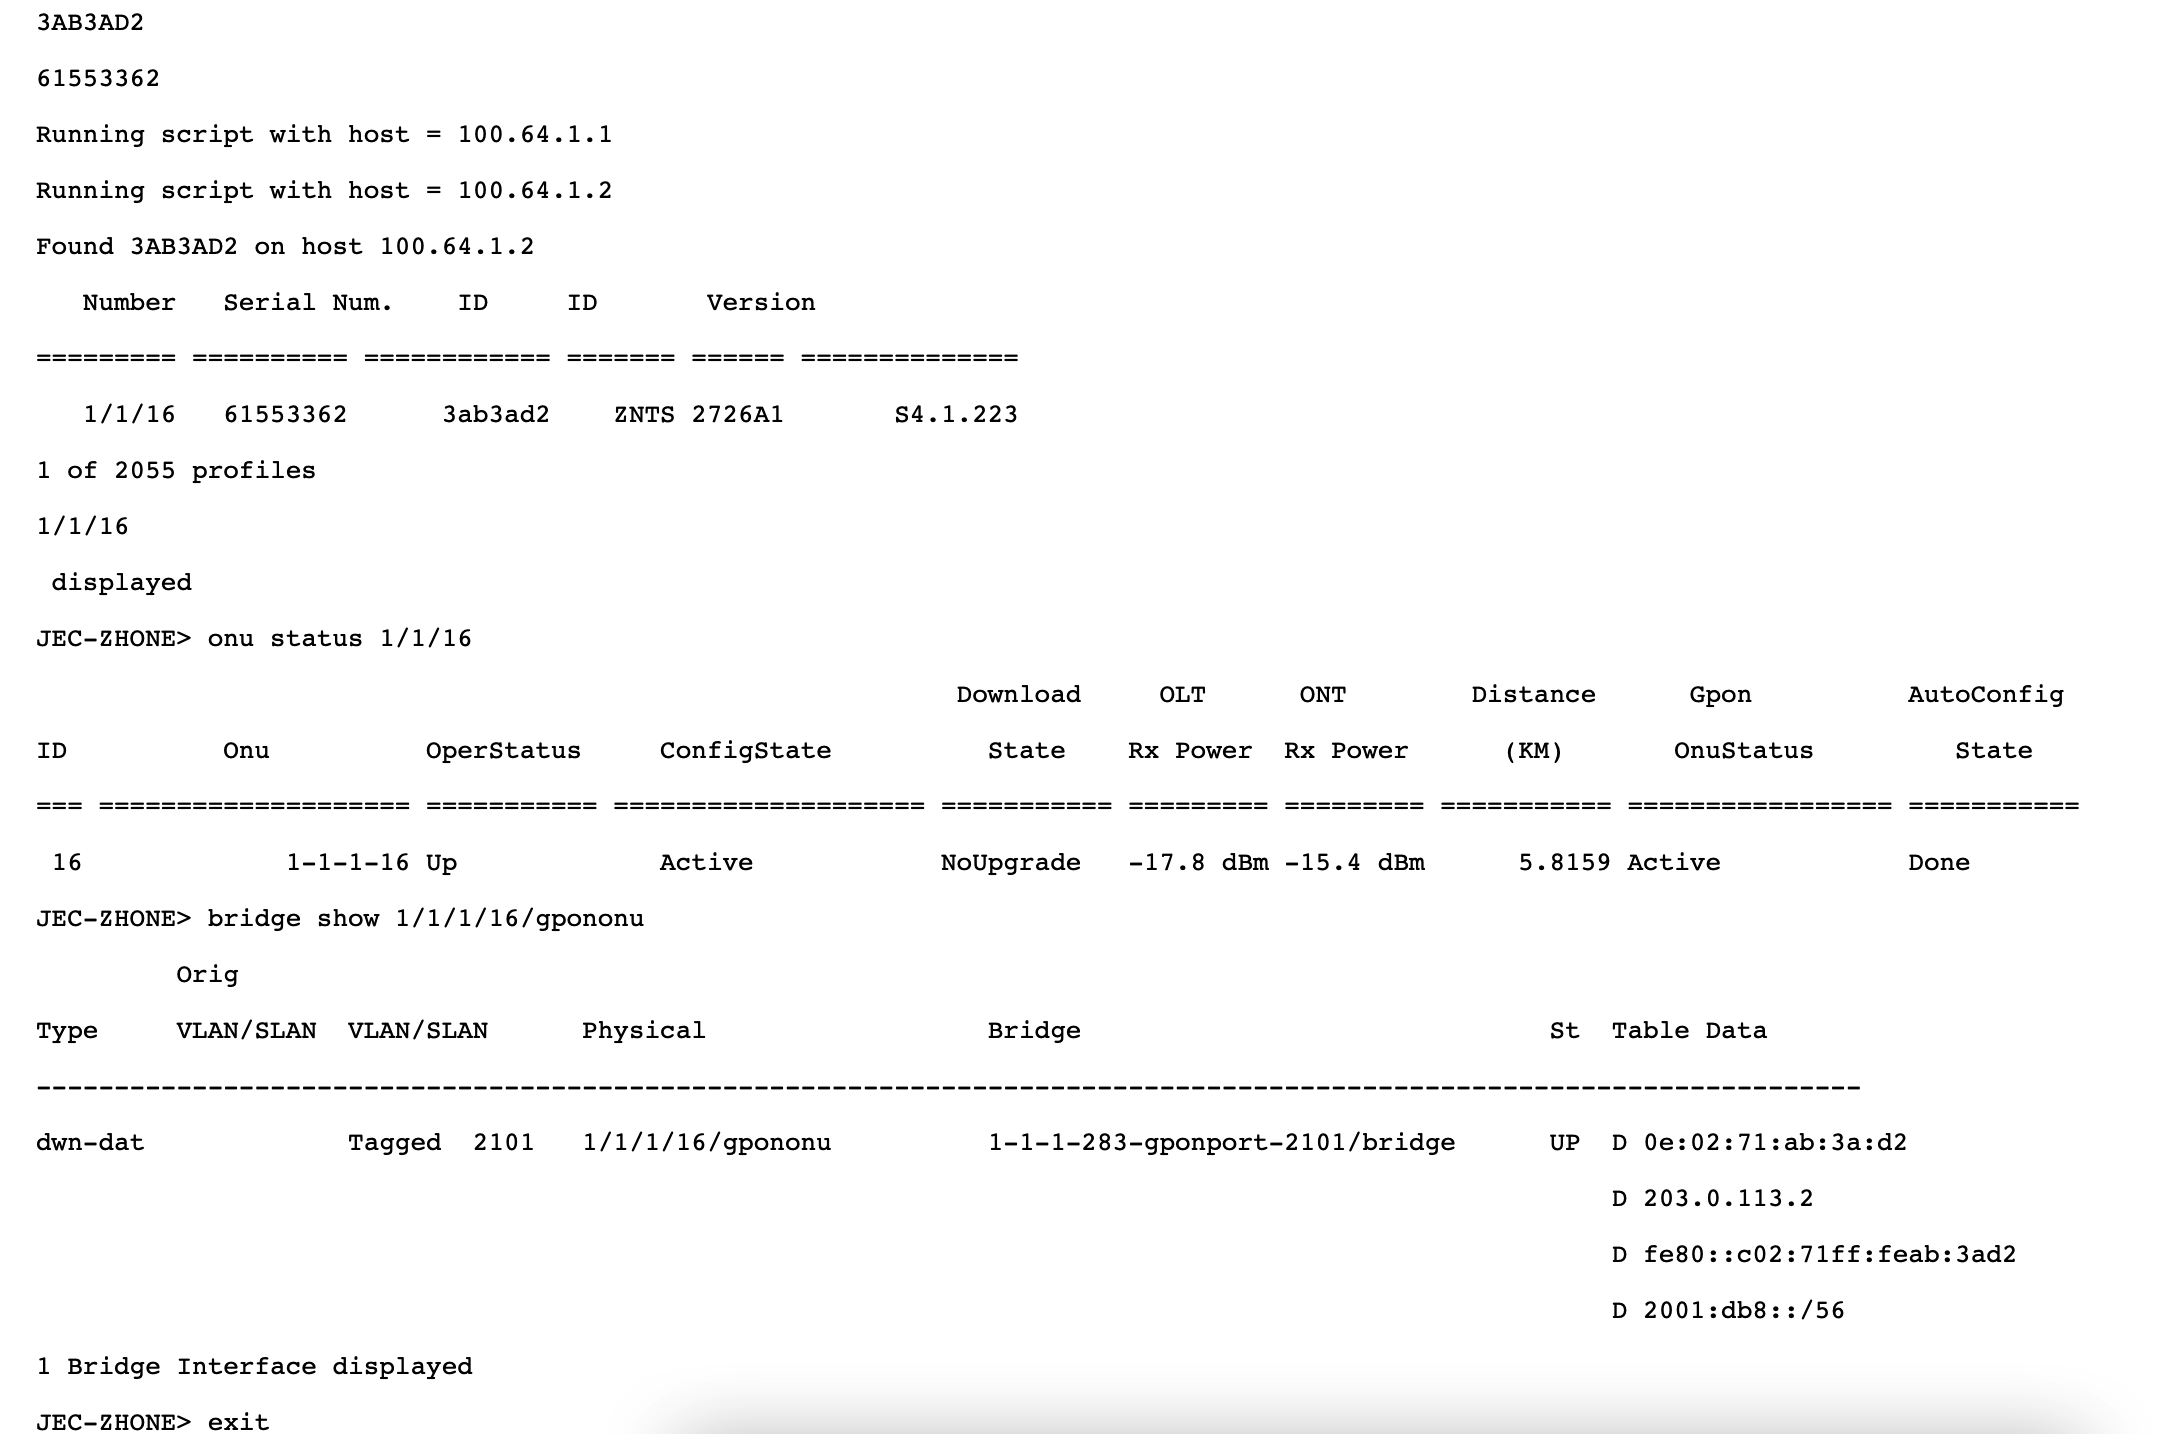 3AB3AD2
61553362
Running script with host = 100.64.1.1
Running script with host = 100.64.1.2
Found 3AB3AD2 on host 100.64.1.2
   Number   Serial Num.    ID     ID       Version
========= ========== ============ ======= ====== ==============
   1/1/16   61553362      3ab3ad2    ZNTS 2726A1       S4.1.223
1 of 2055 profiles
1/1/16
 displayed
JEC-ZHONE> onu status 1/1/16
                                                           Download     OLT      ONT        Distance      Gpon          AutoConfig
ID          Onu          OperStatus     ConfigState          State    Rx Power  Rx Power      (KM)       OnuStatus         State
=== ==================== =========== ==================== =========== ========= ========= =========== ================= ===========
 16             1-1-1-16 Up             Active            NoUpgrade   -17.8 dBm -15.4 dBm      5.8159 Active            Done
JEC-ZHONE> bridge show 1/1/1/16/gpononu
         Orig
Type     VLAN/SLAN  VLAN/SLAN      Physical                  Bridge                              St  Table Data
---------------------------------------------------------------------------------------------------------------------
dwn-dat             Tagged  2101   1/1/1/16/gpononu          1-1-1-283-gponport-2101/bridge      UP  D 0e:02:71:ab:3a:d2
                                                                                                     D 203.0.113.2
                                                                                                     D fe80::c02:71ff:feab:3ad2
                                                                                                     D 2001:db8::/56
1 Bridge Interface displayed
JEC-ZHONE> exit